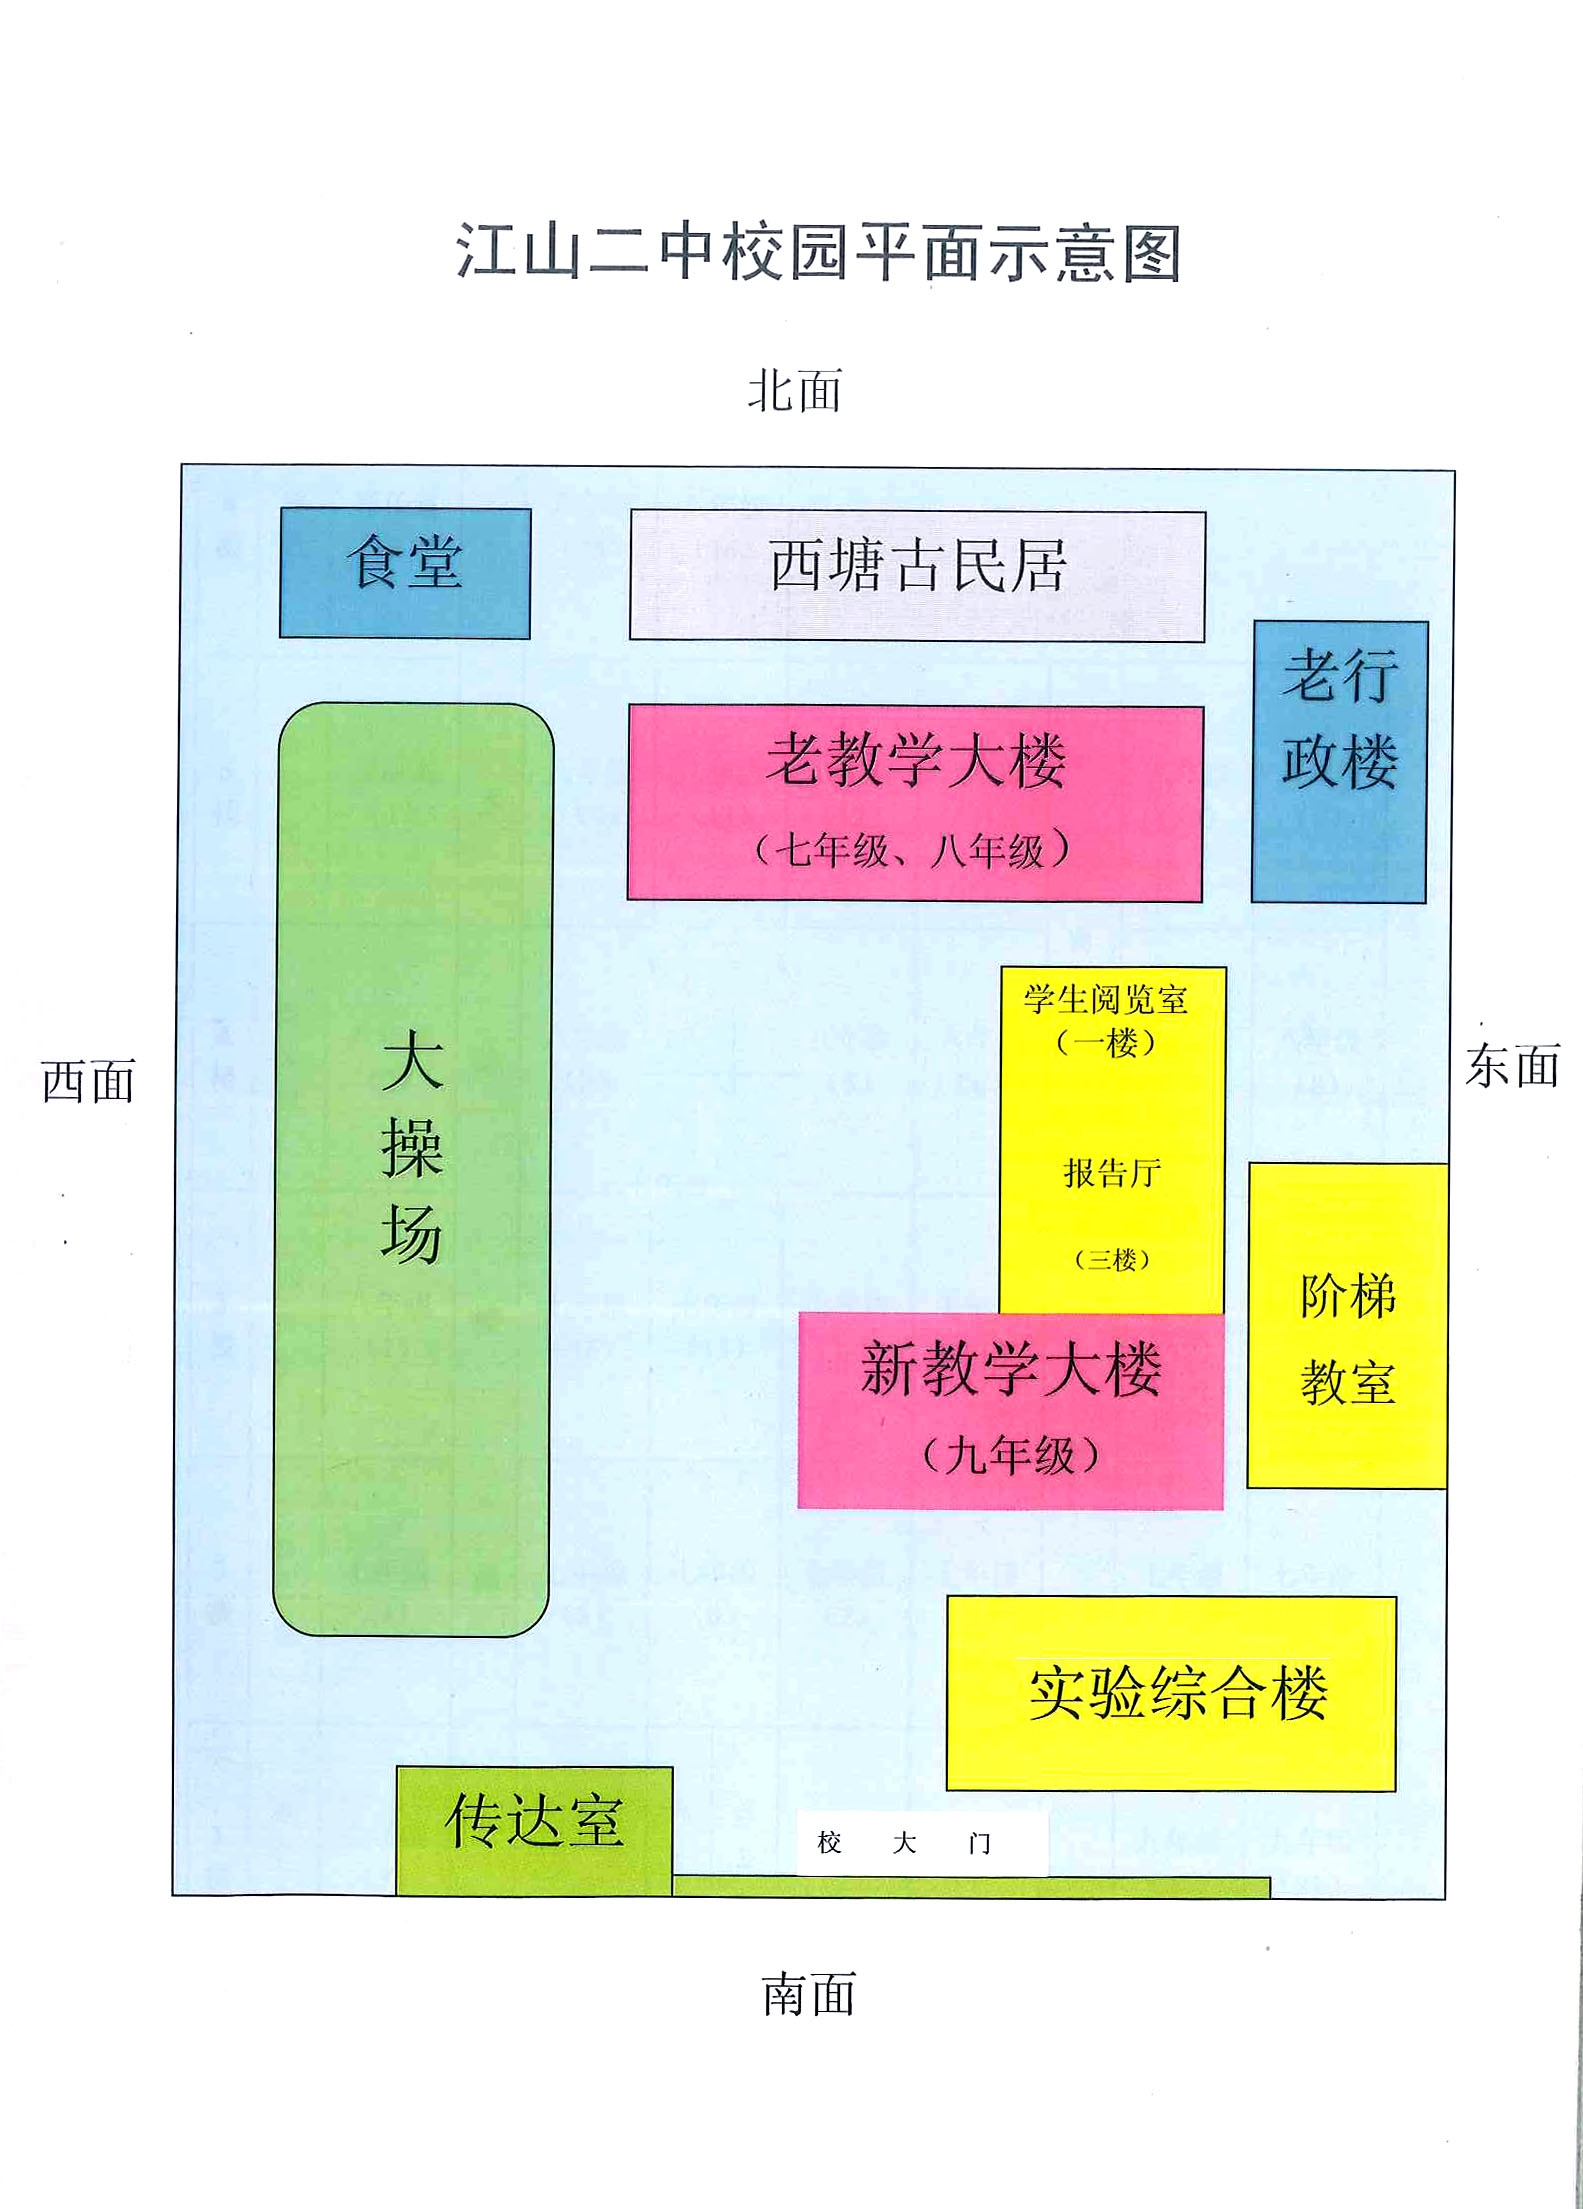 江山二中校园平面示意图
北面
食堂
西塘古民居
老行
政楼
老教学大楼
（七年级、八年级）
学生阅览室
（一楼）
西面
大
操
场
东面
报告厅
（三楼）
阶梯
教室
新教学大楼
（九年级）
实验综合楼
传达室
校 大 门
南面